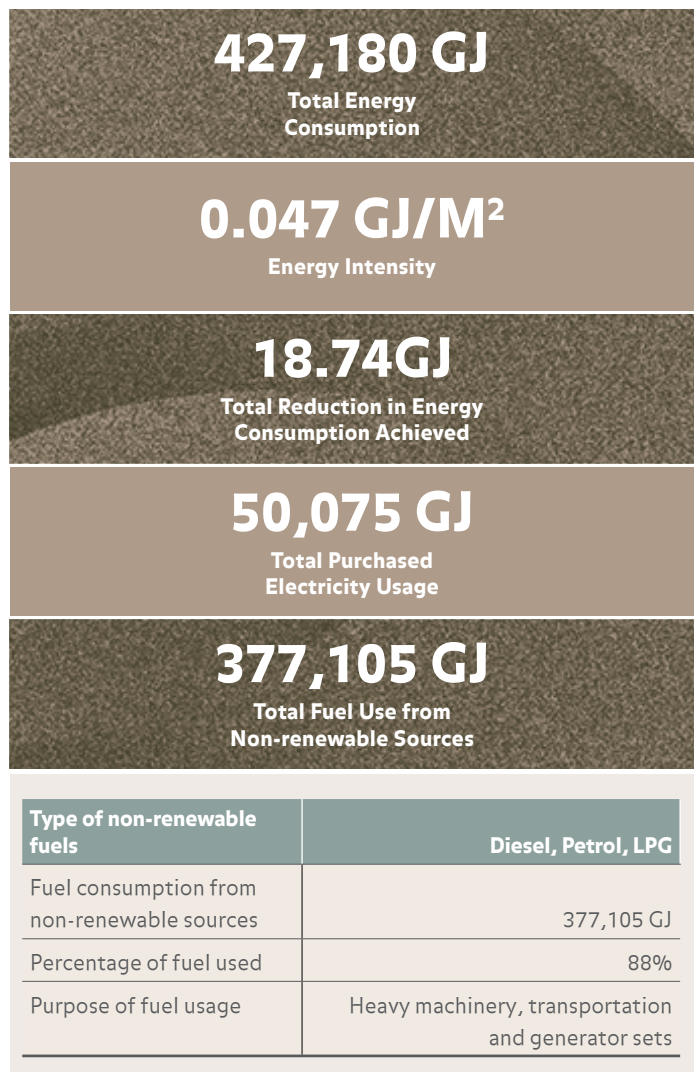 427,180 GJ
Total Energy
Consumption
0.047 GJ/M²
Energy Intensity
18.74GJ
Total Reduction in Energy
Consumption Achieved
50,075 GJ
Total Purchased
Electricity Usage
377,105 GJ
Total Fuel Use from
Non-renewable Sources
Type of non-renewable
fuels
Diesel, Petrol, LPG
Fuel consumption from
non-renewable sources
377,105 GJ
Percentage of fuel used
88%
Purpose of fuel usage
Heavy machinery, transportation
and generator sets